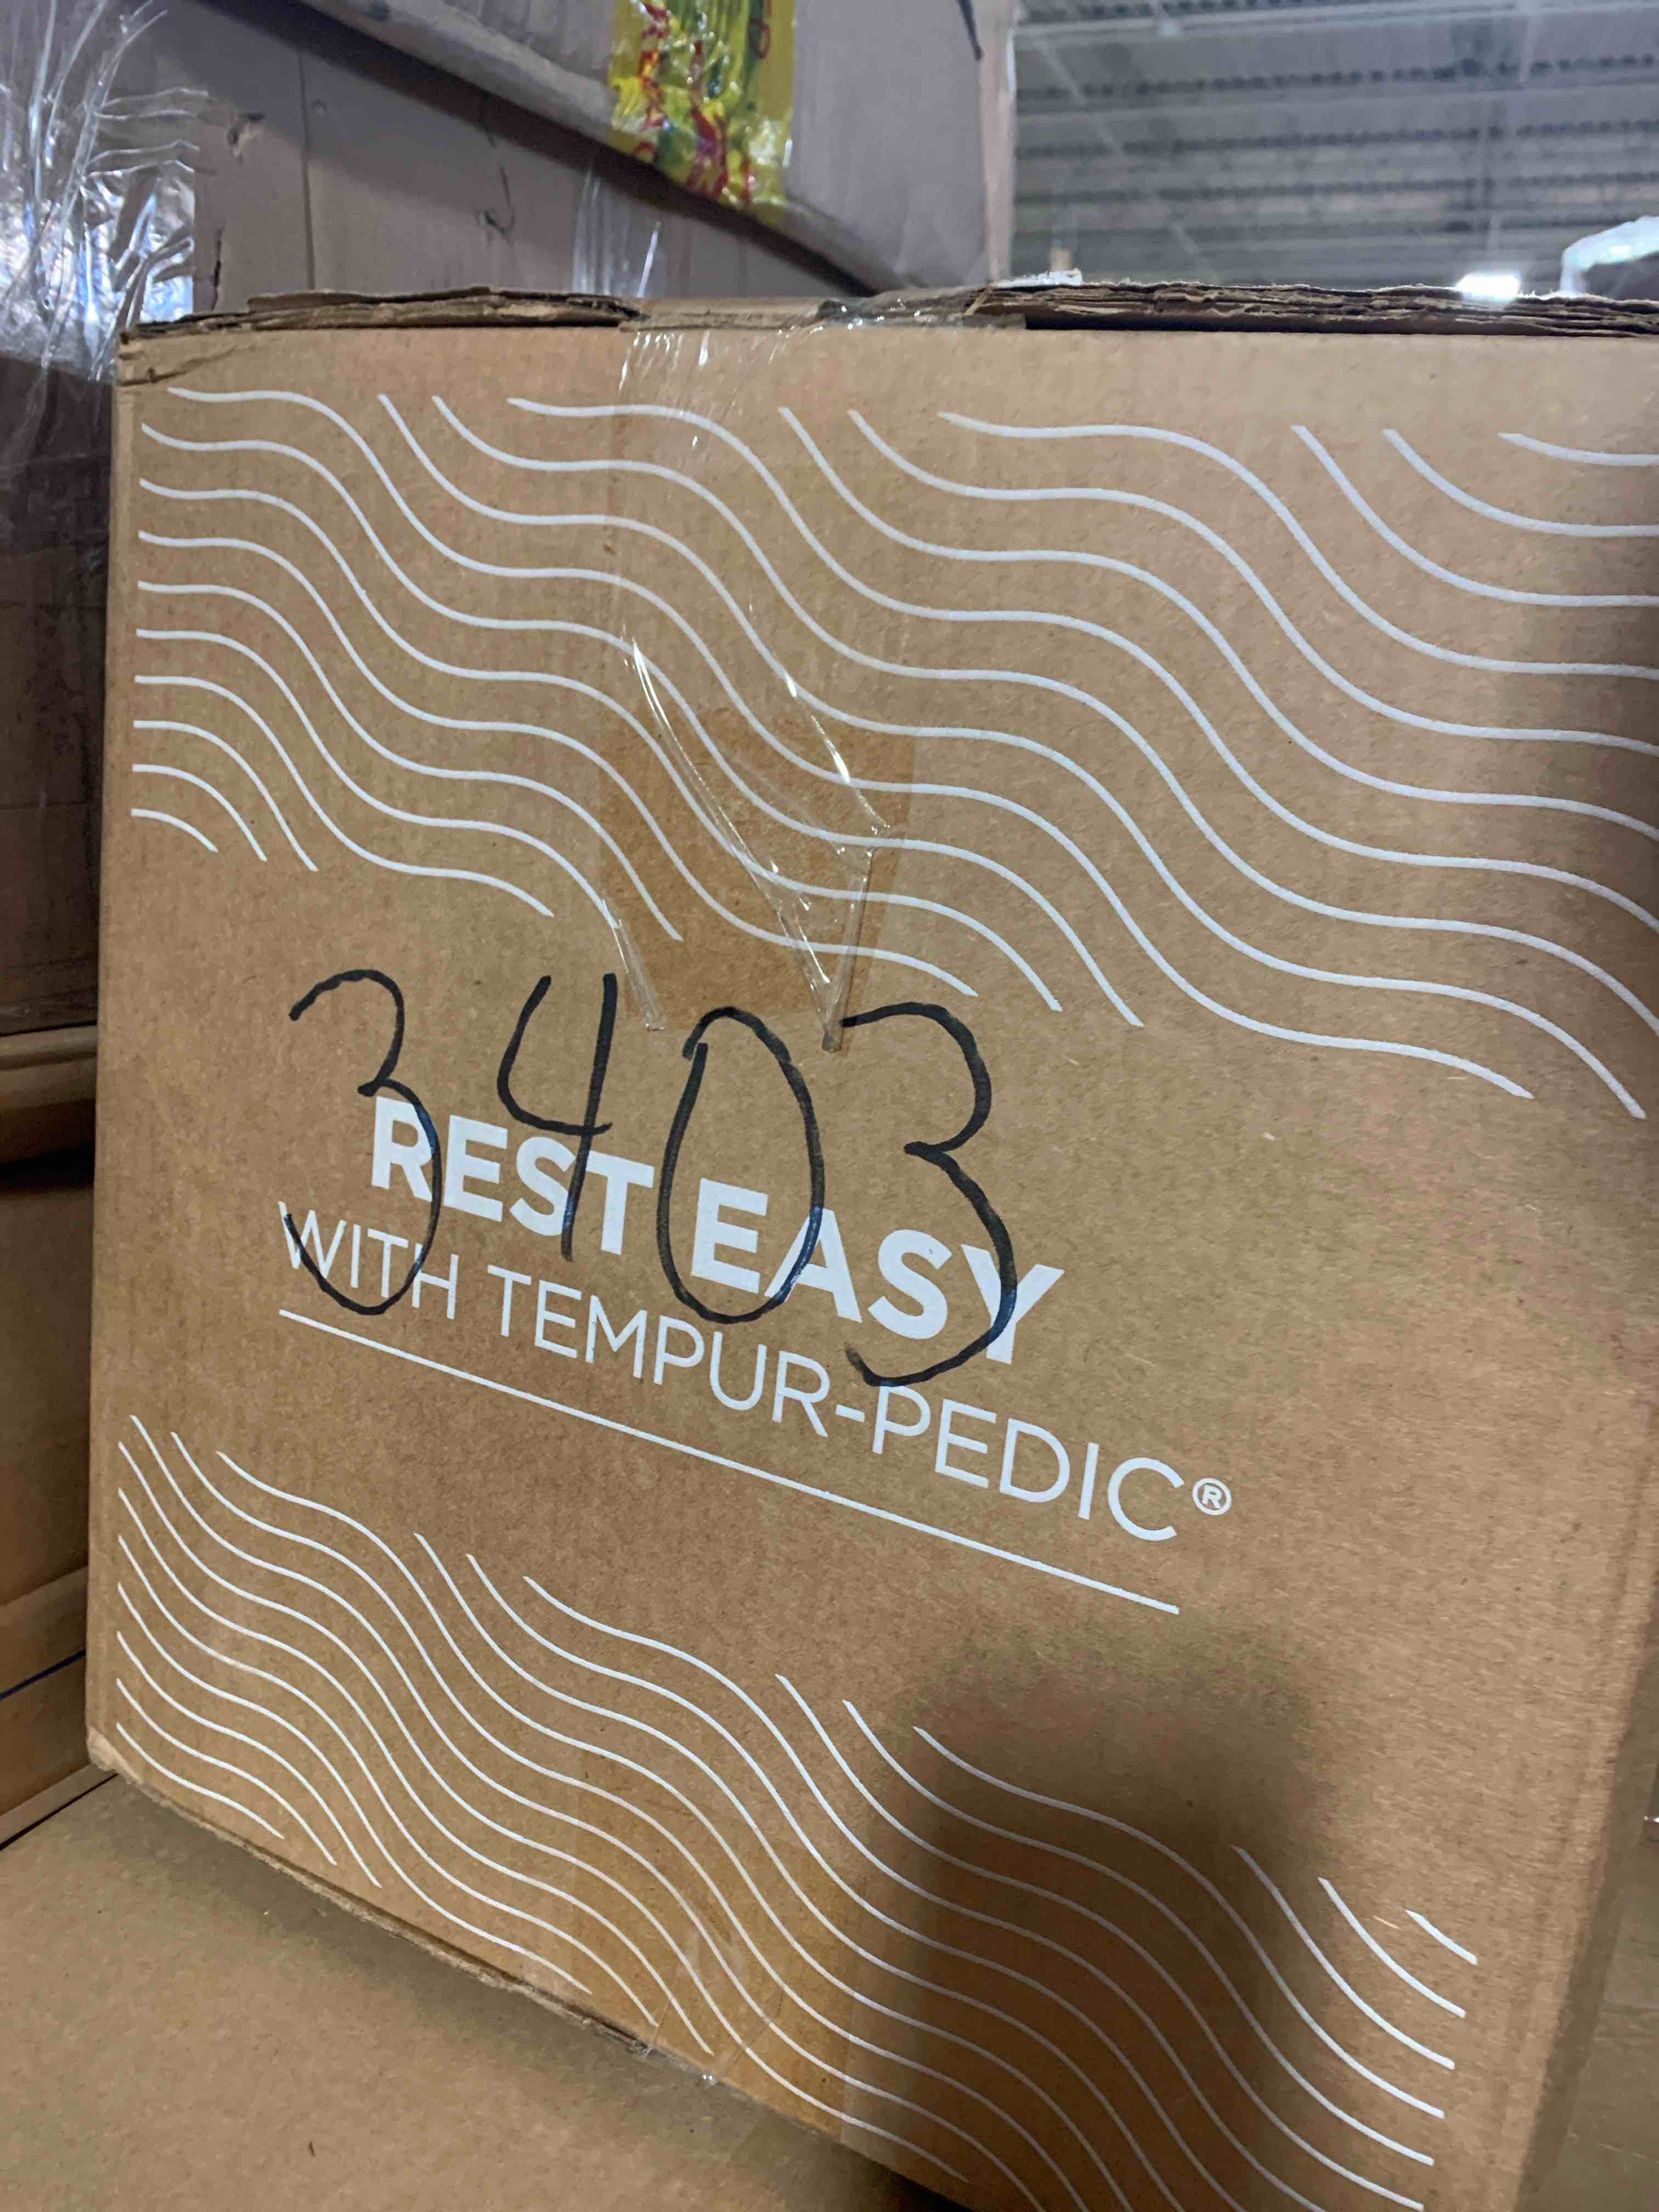 3403
REST EASY
WITH TEMPUR-PEDIC®